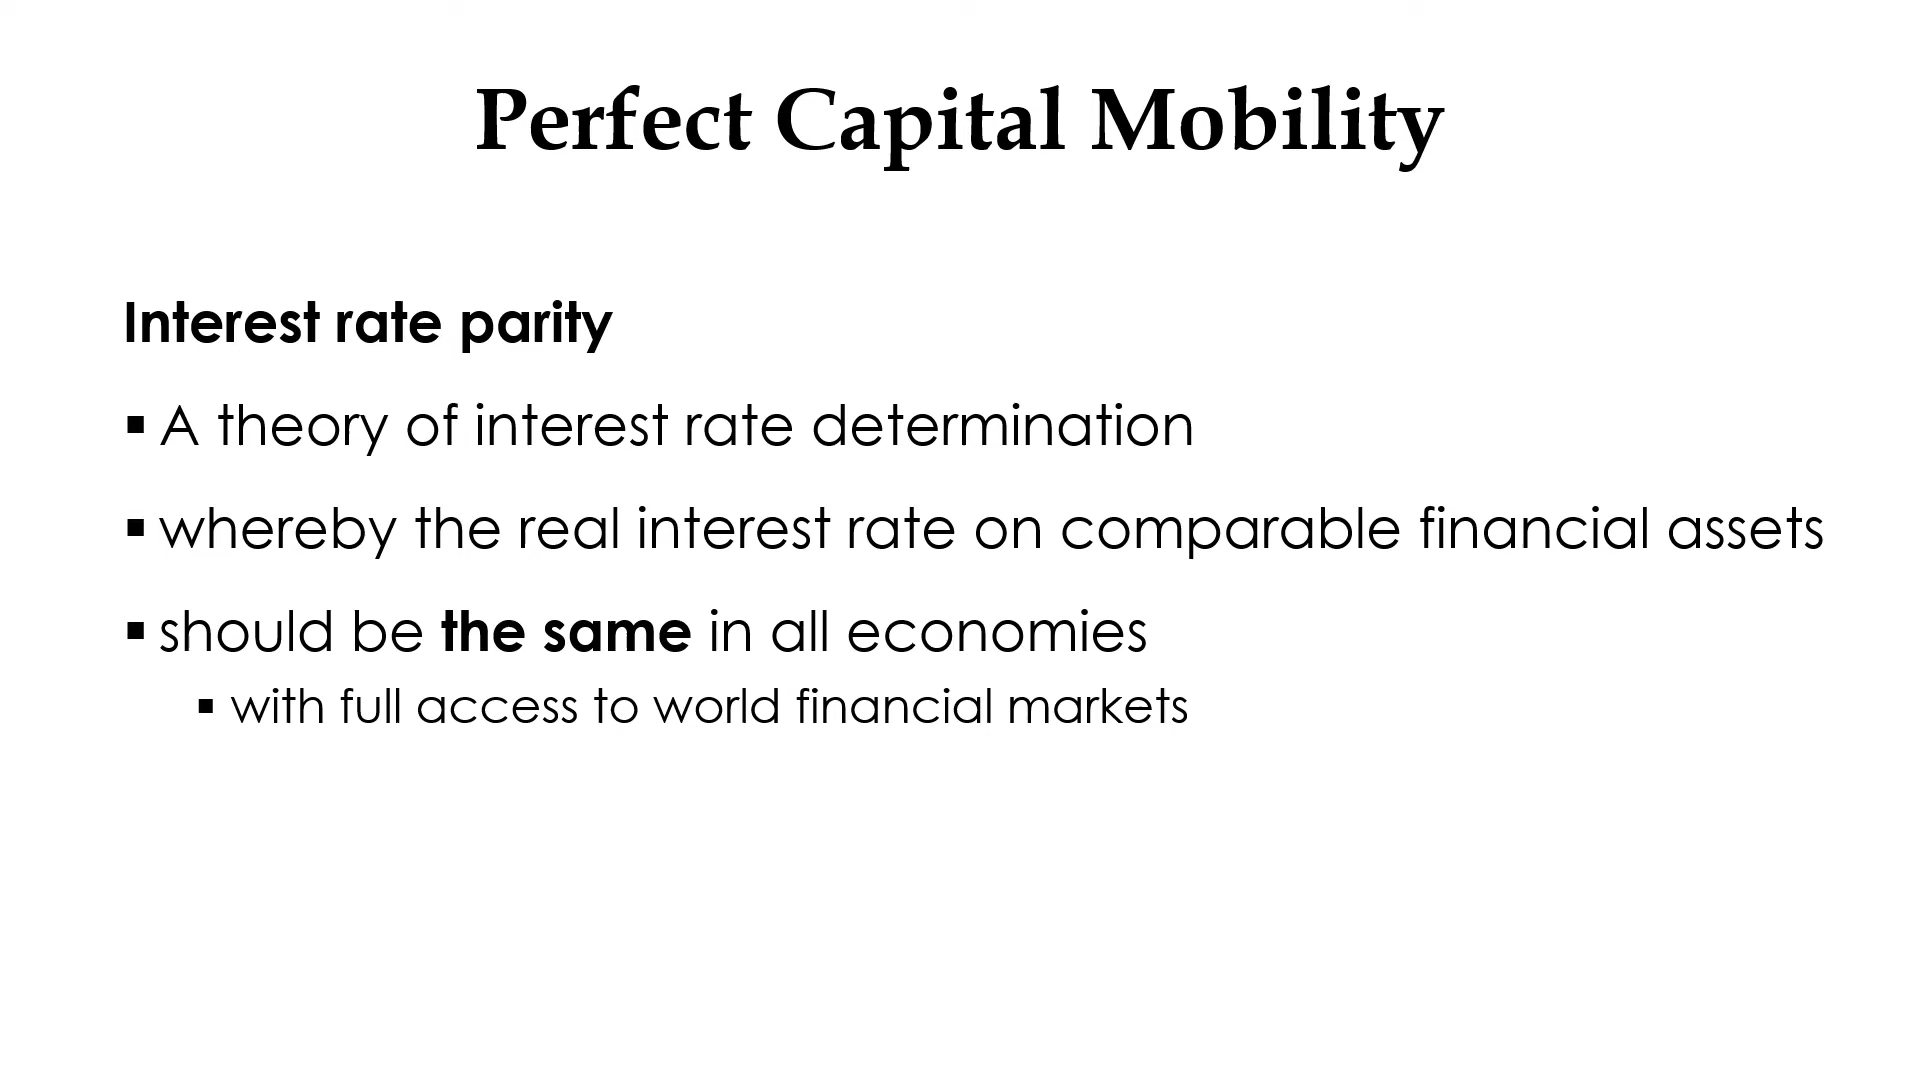 Perfect Capital Mobility
Interest rate parity
▪ A theory of interest rate determination
▪ whereby the real interest rate on comparable financial assets
▪ should be the same in all economies
▪ with full access to world financial markets